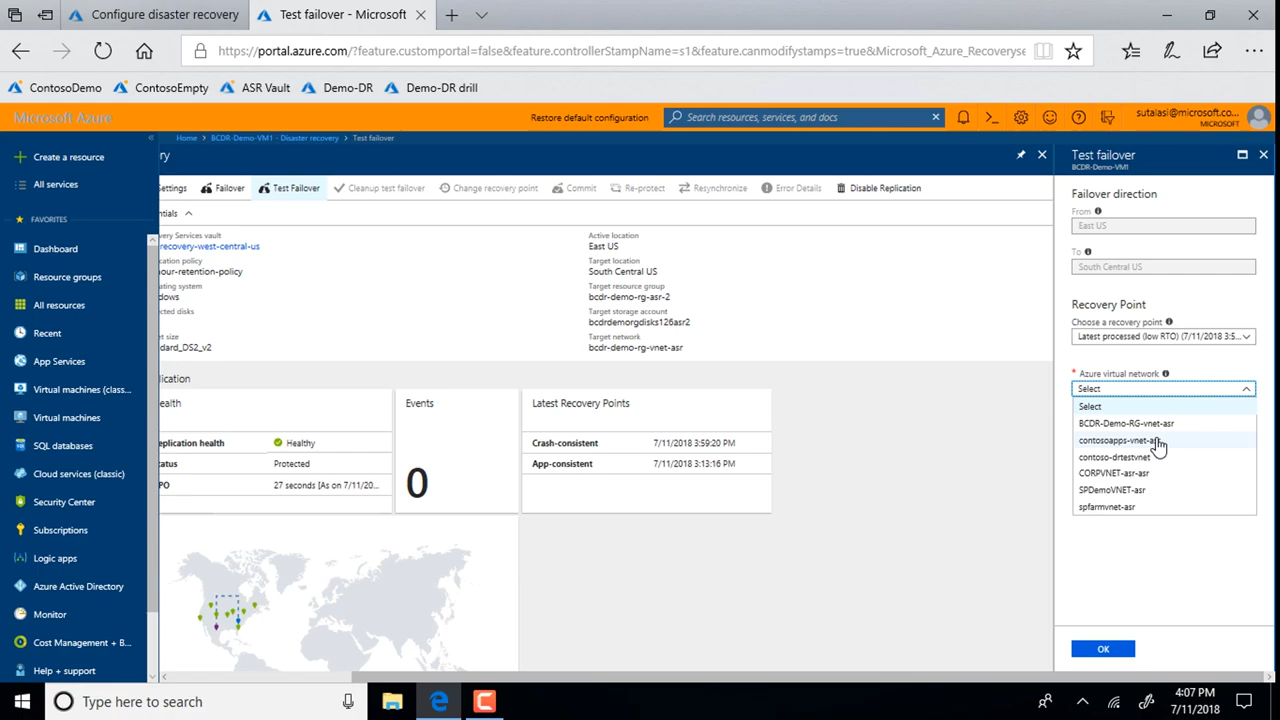 Configure disaster recovery
Test failover - Microsoft
https://portal.azure.com/?feature.customportal=false&feature.controllerStampName=s1&feature.canmodifystamps=true&Microsoft_Azure_Recoveryse
ContosoDemo
ContosoEmpty
ASR Vault
Demo-DR
Demo-DR drill
Microsoft Azure
Restore default configuration
Search resources, services, and docs
sutaiasi@microsoft.co...
MICROSOFT
Home
BCDR-Demo-VM1 - Disaster recovery
Test failover
Create a resource
All services
FAVORITES
Dashboard
Resource groups
All resources
Recent
App Services
Virtual machines (classi...
Virtual machines
SQL databases
Cloud services (classic)
Security Center
Subscriptions
Logic apps
Azure Active Directory
Monitor
Cost Management + B...
Help + support
ry
Settings
Failover
Test Failover
Cleanup test failover
Change recovery point
Commit
Re-protect
Resynchronize
Error Details
Disable Replication
ntials
very Services vault
recovery-west-central-us
ication policy
our-retention-policy
ating system
dows
cted disks
et size
dard_DS2_v2
Active location
East US
Target location
South Central US
Target resource group
bcdr-demo-rg-asr-2
Target storage account
bcdrdemorgdisks126asr2
Target network
bcdr-demo-rg-vnet-asr
lication
ealth
eplication health
Healthy
tatus
Protected
PO
27 seconds [As on 7/11/20...
Events
0
Latest Recovery Points
Crash-consistent
7/11/2018 3:59:20 PM
App-consistent
7/11/2018 3:13:16 PM
Test failover
BCDR-Demo-VM1
Failover direction
From
East US
To
South Central US
Recovery Point
Choose a recovery point
Latest processed (low RTO) (7/11/2018 3:5...
* Azure virtual network
Select
Select
BCDR-Demo-RG-vnet-asr
contosoapps-vnet-asr
contoso-drtestvnet
CORPVNET-asr-asr
SPDemoVNET-asr
spfarmvnet-asr
OK
Type here to search
4:07 PM
7/11/2018